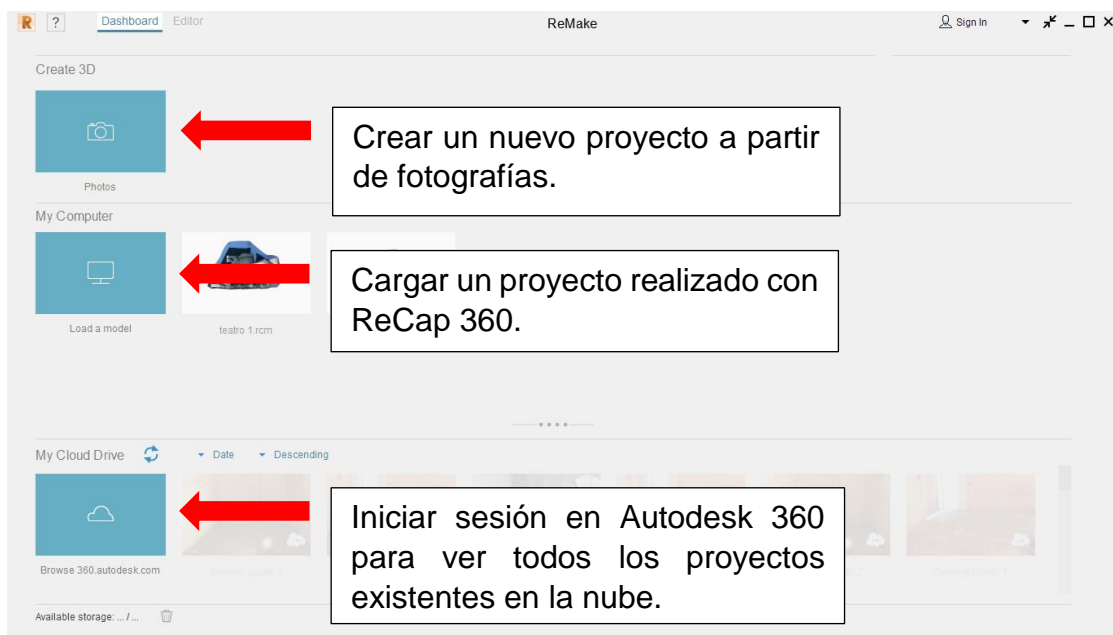 R ? Dashboard Editor ReMake Sign In
Create 3D
Photos
Crear un nuevo proyecto a partir
de fotografías.
My Computer
Load a model
teatro 1.rcm
Cargar un proyecto realizado con
ReCap 360.
My Cloud Drive Date Descending
Browse 360.autodesk.com
Iniciar sesión en Autodesk 360
para ver todos los proyectos
existentes en la nube.
Available storage: ... / ...